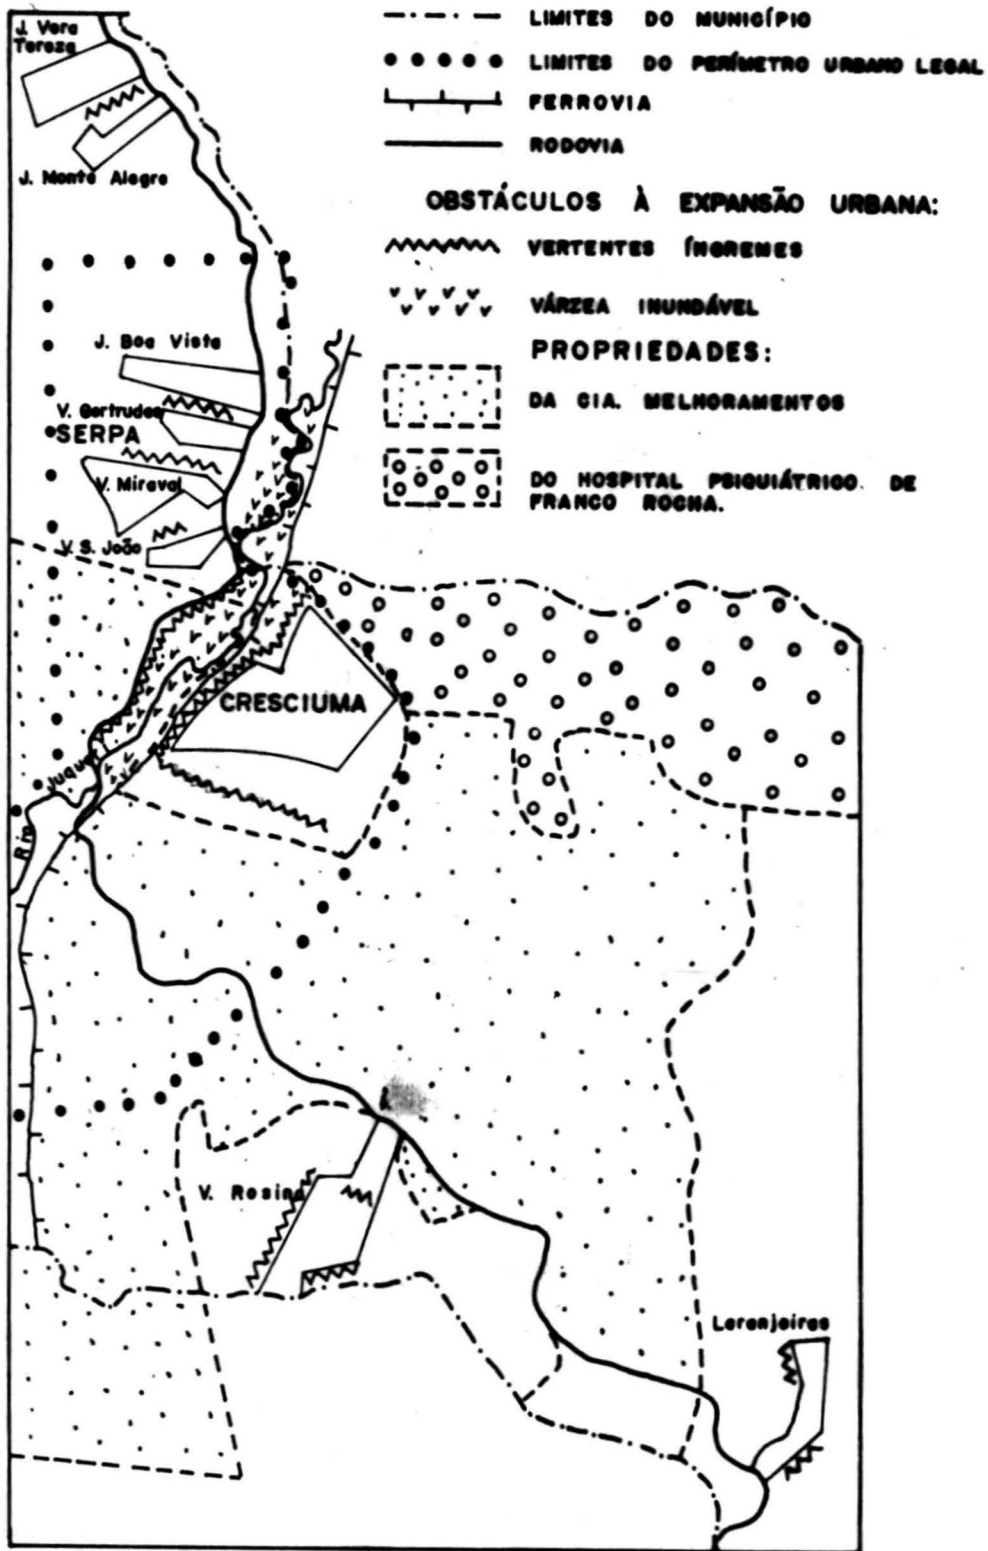 LIMITES DO MUNICÍPIO
LIMITES DO PERÍMETRO URBANO LEGAL
FERROVIA
RODOVIA
OBSTÁCULOS À EXPANSÃO URBANA:
VERTENTES ÍNGREMES
VÁRZEA INUNDÁVEL
PROPRIEDADES:
DA CIA. MELHORAMENTOS
DO HOSPITAL PSIQUIÁTRICO DE
FRANCO ROCHA.
J. Vera
Tereza
J. Monte Alegre
J. Boa Vista
V. Gertrudes
SERPA
V. Miraval
V. S. João
CRESCIUMA
Rio
V. Rosina
Laranjeiras